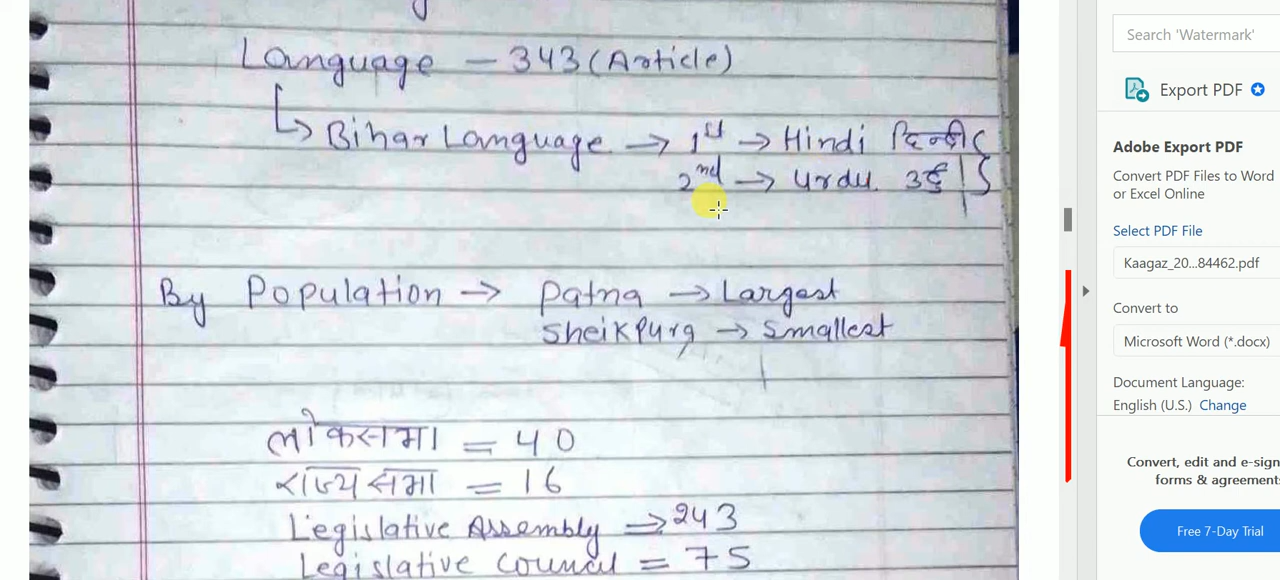 Language – 343 (Article)
Bihar Language → 1st → Hindi हिन्दी
2nd → Urdu. उर्दु
By Population → Patna → Largest
Sheikpura → Smallest
लोकसभा = 40
राज्य सभा = 16
Legislative Assembly ⇒ 243
Legislative Council = 75
Search 'Watermark'
Export PDF
Adobe Export PDF
Convert PDF Files to Word
or Excel Online
Select PDF File
Kaagaz_20...84462.pdf
Convert to
Microsoft Word (*.docx)
Document Language:
English (U.S.) Change
Convert, edit and e-sign
forms & agreements
Free 7-Day Trial